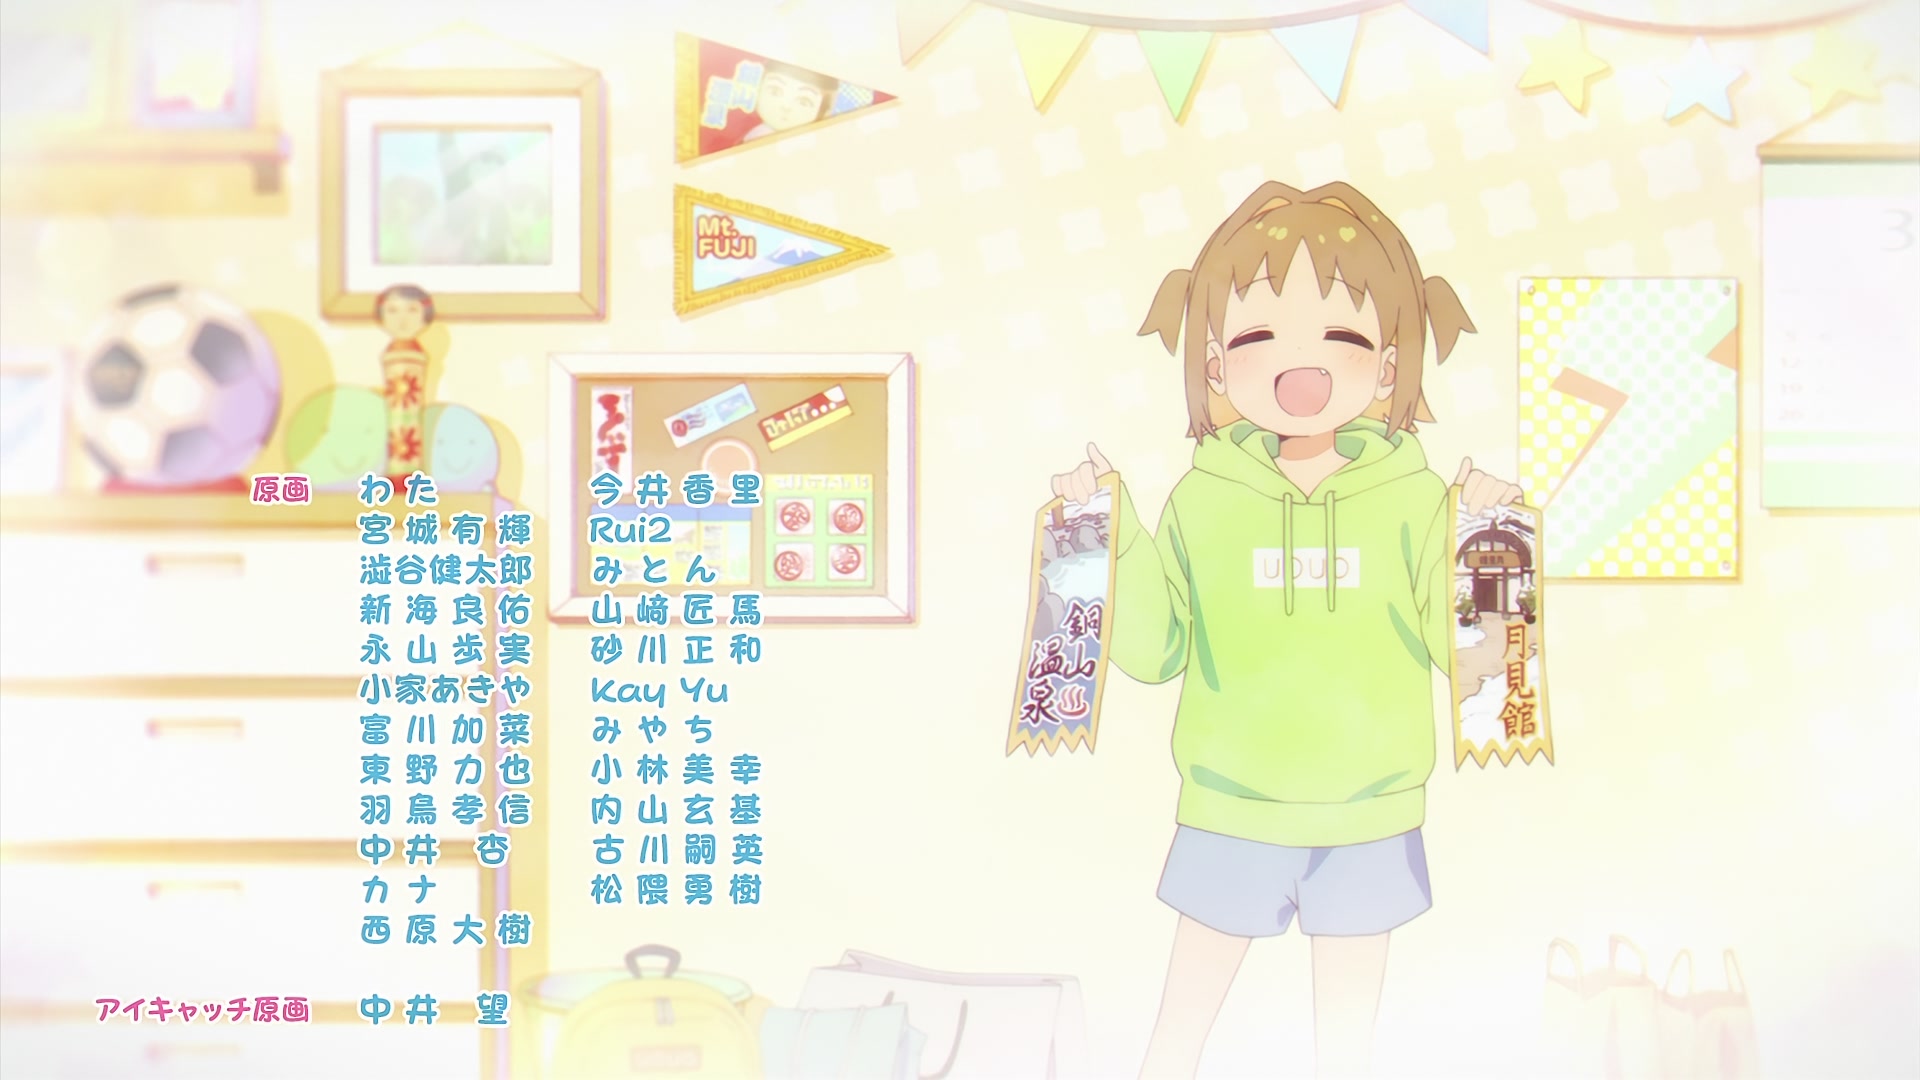 Mt.
FUJI
3
UOUO
銅山
温泉
月見館
原画
わた 今井香里
宮城有輝 Rui2
澁谷健太郎 みとん
新海良佑 山﨑匠馬
永山歩実 砂川正和
小家あきや Kay Yu
富川加菜 みやち
東野力也 小林美幸
羽鳥孝信 内山玄基
中井 杏 古川嗣英
カナ 松隈勇樹
西原大樹
アイキャッチ原画 中井 望